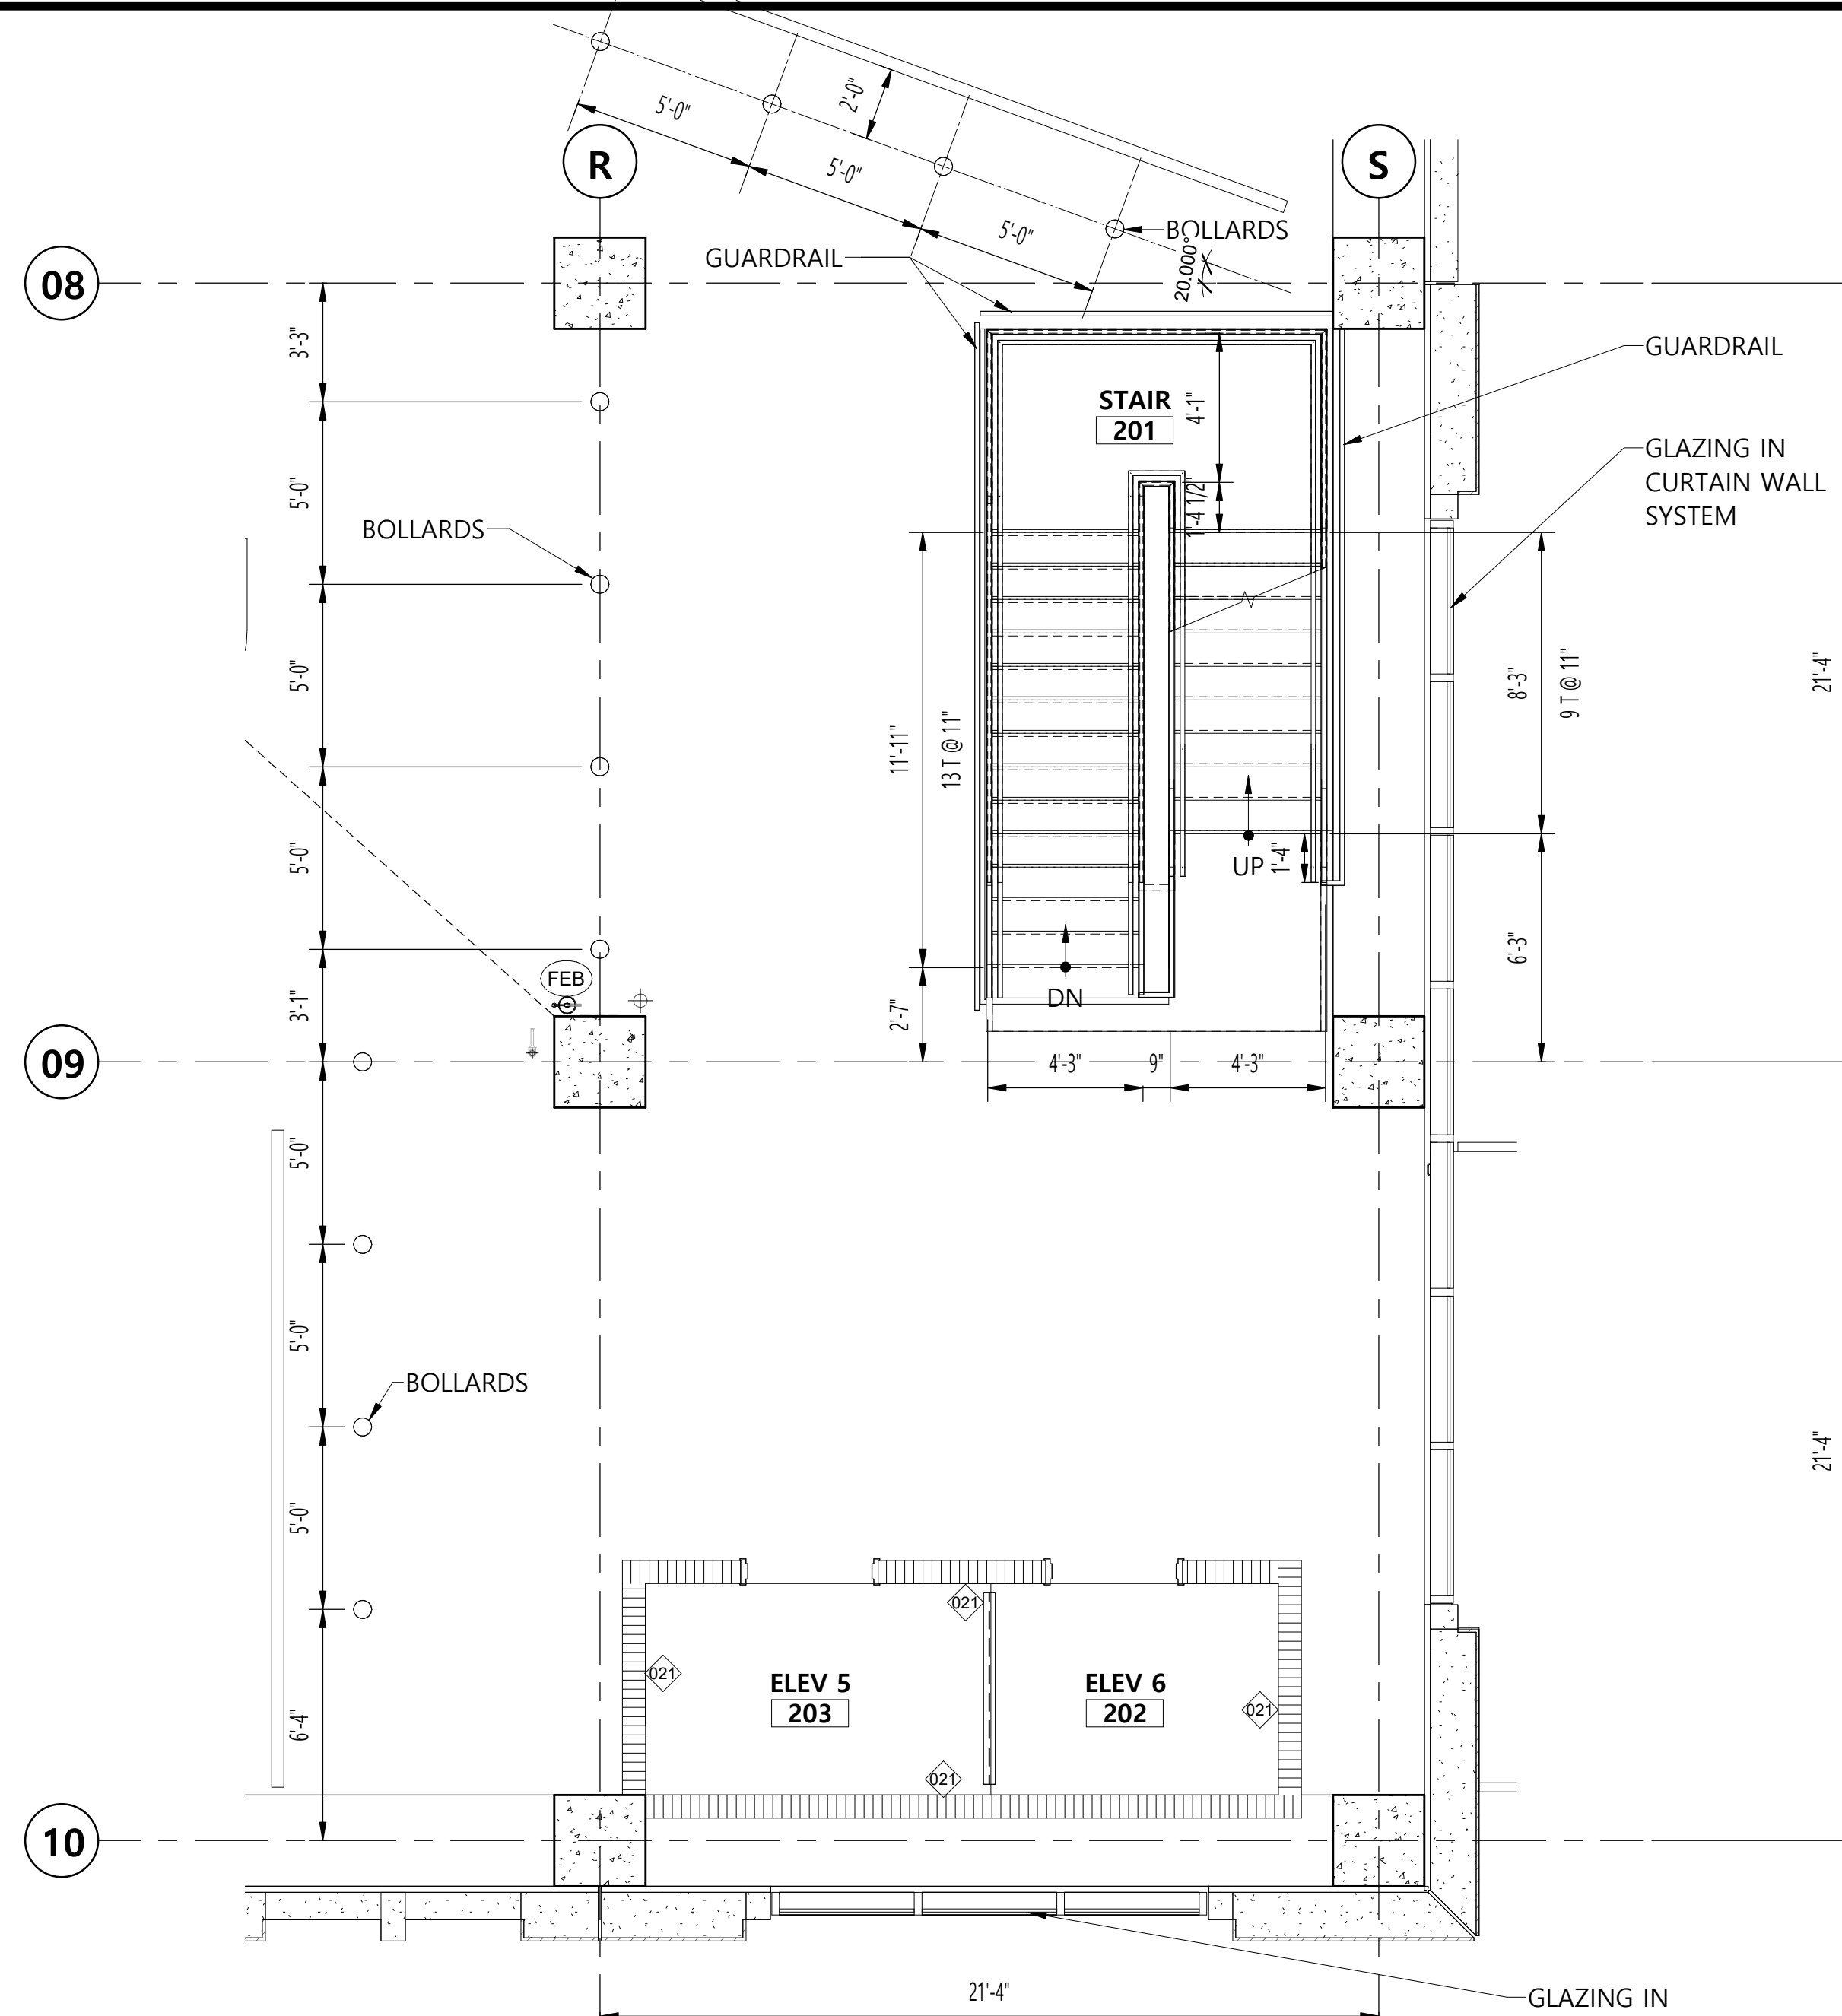 5'-0"
2'-0"
R
5'-0"
S
5'-0"
BOLLARDS
GUARDRAIL
20.000°
08
3'-3"
GUARDRAIL
STAIR
201
4'-1"
GLAZING IN
CURTAIN WALL
SYSTEM
5'-0"
1'-4 1/2"
BOLLARDS
5'-0"
8'-3"
9 T @ 11"
21'-4"
11'-11"
13 T @ 11"
5'-0"
UP
1'-4"
6'-3"
FEB
3'-1"
DN
2'-7"
09
4'-3"
9"
4'-3"
5'-0"
5'-0"
BOLLARDS
21'-4"
5'-0"
021
021
ELEV 5
203
ELEV 6
202
021
6'-4"
021
10
21'-4"
GLAZING IN